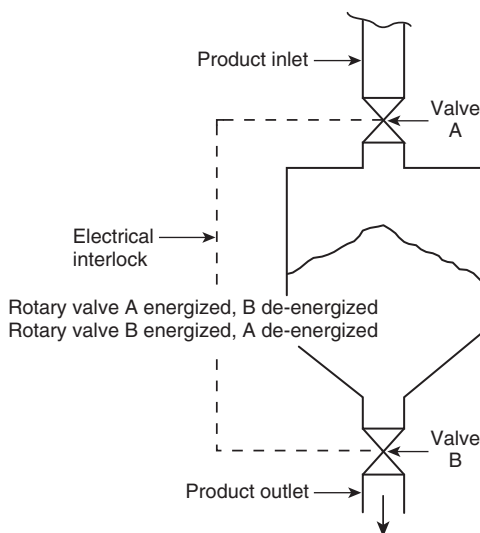 Product inlet
Valve
A
Electrical
interlock
Rotary valve A energized, B de-energized
Rotary valve B energized, A de-energized
Valve
B
Product outlet